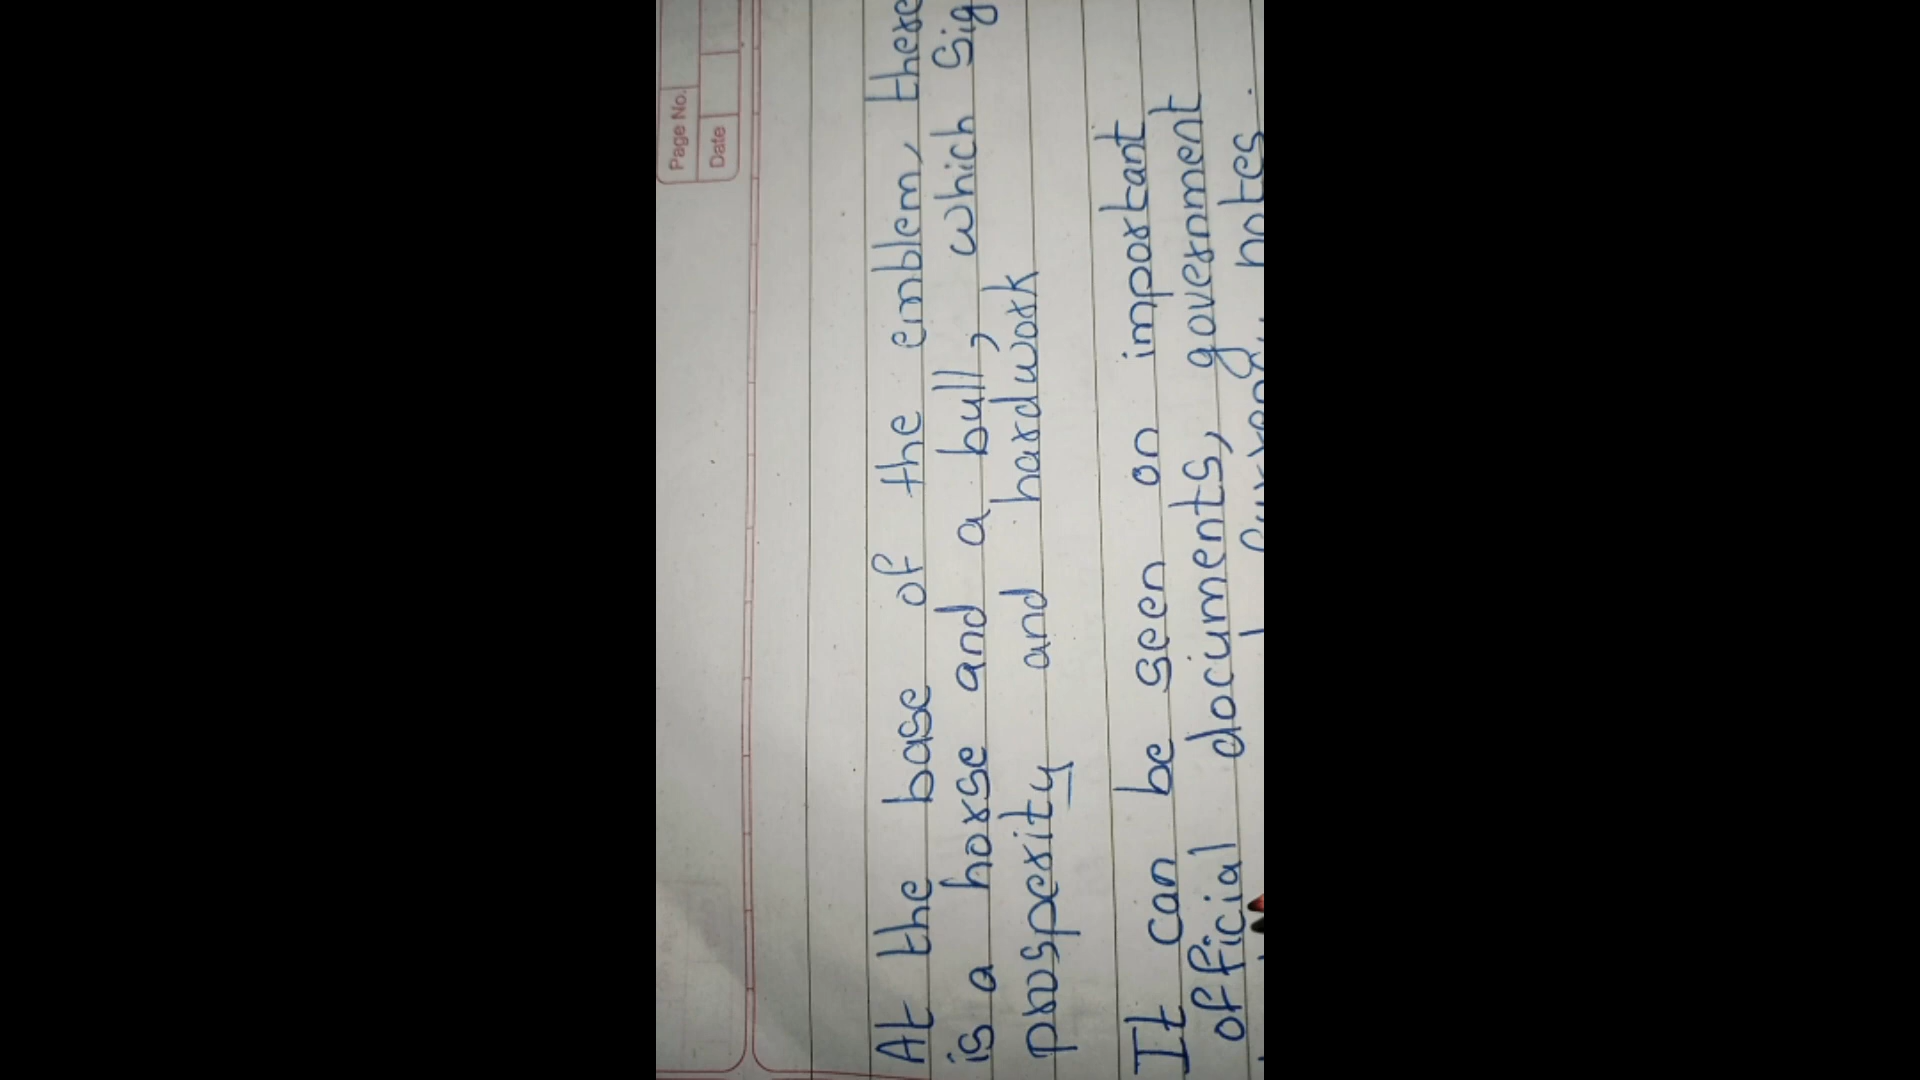 Page No.
Date
At the base of the emblem, there
is a horse and a bull, which Sig
prosperity and hardwork
It can be seen on important
official documents, government
notes.